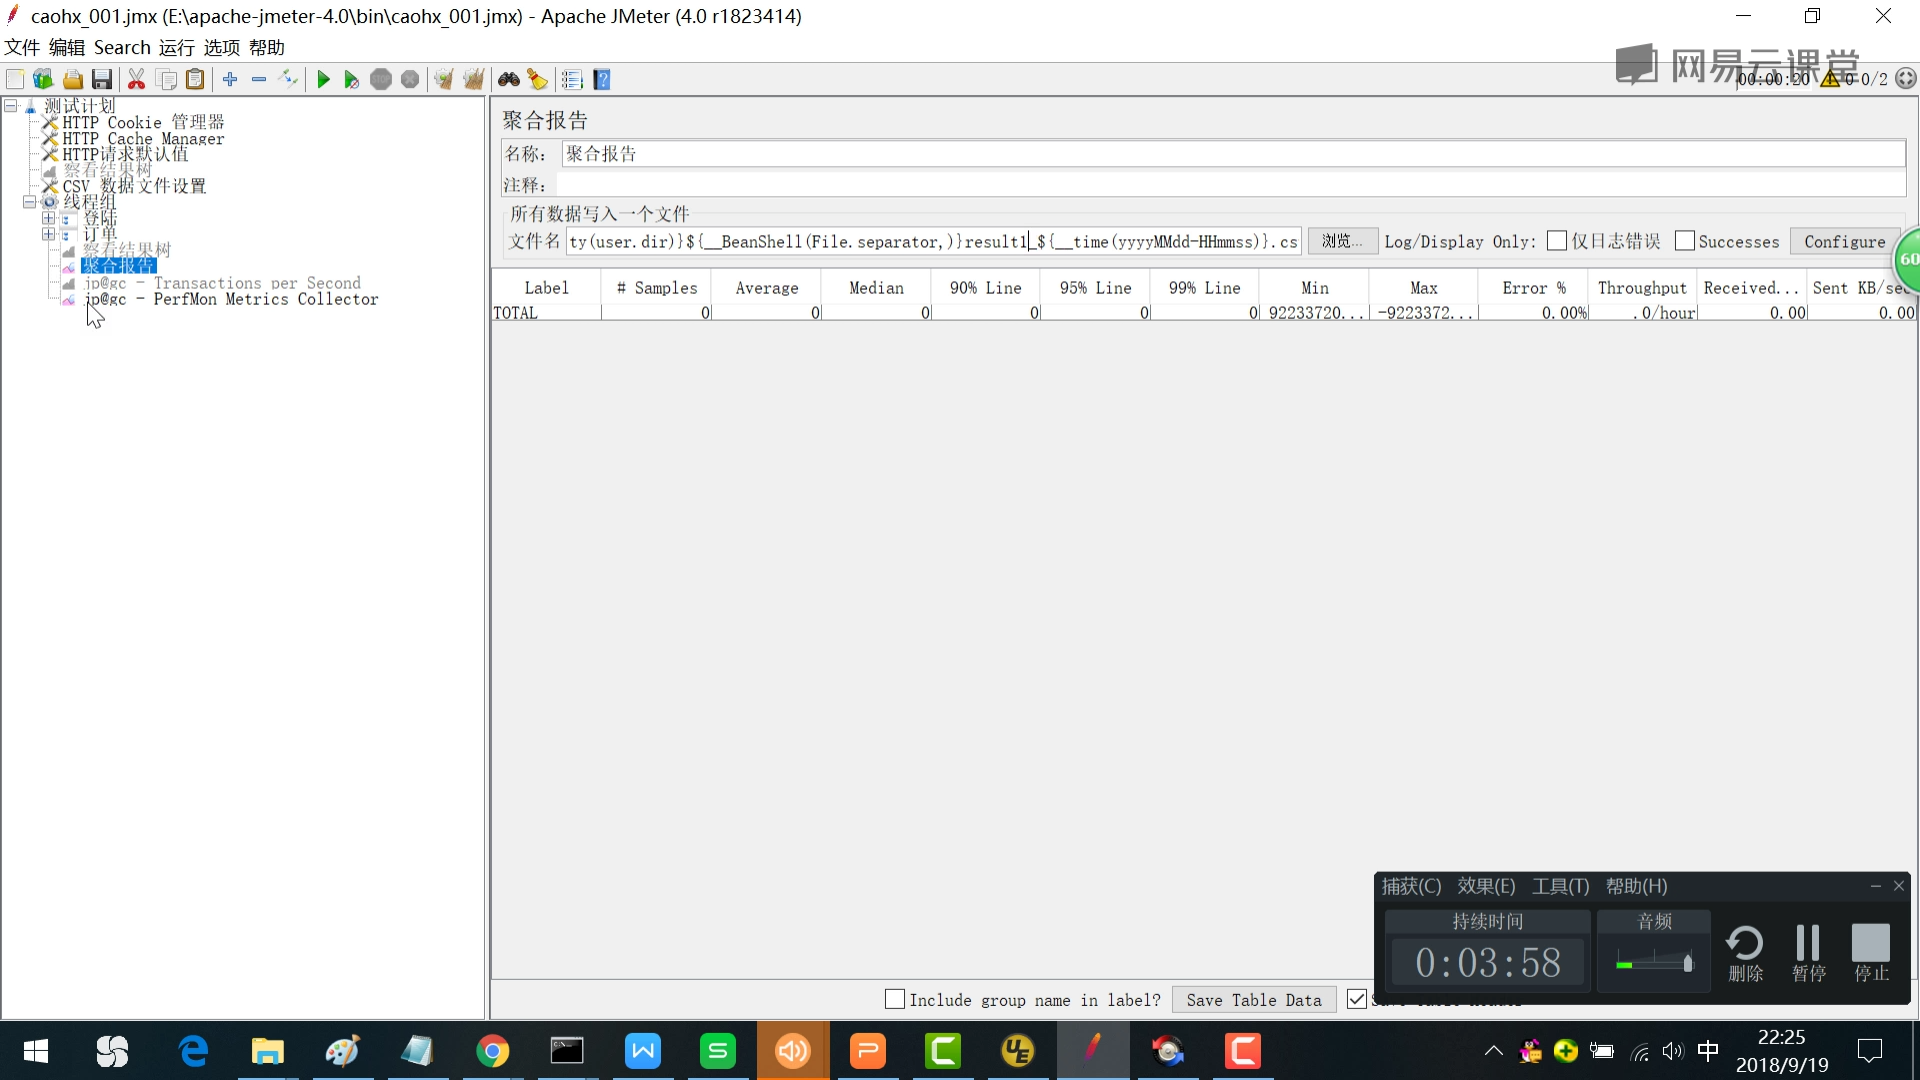 caohx_001.jmx (E:\apache-jmeter-4.0\bin\caohx_001.jmx) - Apache JMeter (4.0 r1823414)
文件 编辑 Search 运行 选项 帮助
网易云课堂
00:00:20 0 0/2
测试计划
HTTP Cookie 管理器
HTTP Cache Manager
HTTP请求默认值
察看结果树
CSV 数据文件设置
线程组
登陆
订单
察看结果树
聚合报告
jp@gc - Transactions per Second
jp@gc - PerfMon Metrics Collector
聚合报告
名称: 聚合报告
注释:
所有数据写入一个文件
文件名 ty(user.dir)}${__BeanShell(File.separator,)}result1_${__time(yyyyMMdd-HHmmss)}.cs 浏览... Log/Display Only: 仅日志错误 Successes Configure
60
Label # Samples Average Median 90% Line 95% Line 99% Line Min Max Error % Throughput Received... Sent KB/sec
TOTAL 0 0 0 0 0 0 92233720... -9223372... 0.00% .0/hour 0.00 0.00
Include group name in label? Save Table Data
捕获(C) 效果(E) 工具(T) 帮助(H)
持续时间 音频
0:03:58
删除 暂停 停止
中
22:25
2018/9/19